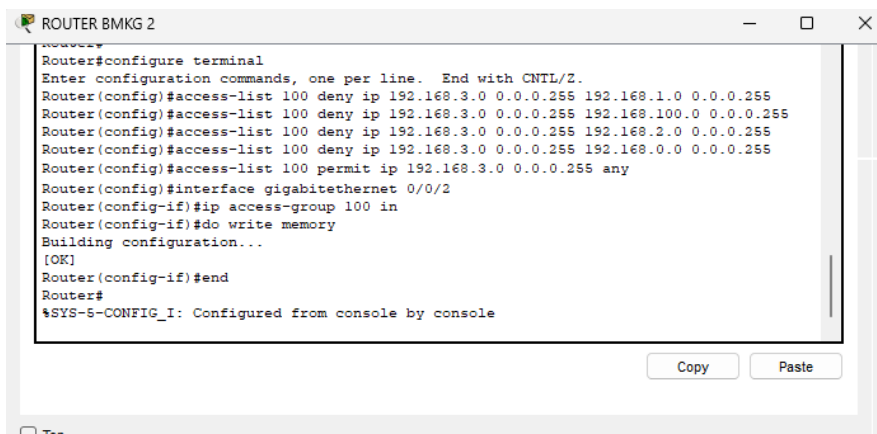 ROUTER BMKG 2
Router#
Router#configure terminal
Enter configuration commands, one per line.  End with CNTL/Z.
Router(config)#access-list 100 deny ip 192.168.3.0 0.0.0.255 192.168.1.0 0.0.0.255
Router(config)#access-list 100 deny ip 192.168.3.0 0.0.0.255 192.168.100.0 0.0.0.255
Router(config)#access-list 100 deny ip 192.168.3.0 0.0.0.255 192.168.2.0 0.0.0.255
Router(config)#access-list 100 deny ip 192.168.3.0 0.0.0.255 192.168.0.0 0.0.0.255
Router(config)#access-list 100 permit ip 192.168.3.0 0.0.0.255 any
Router(config)#interface gigabitethernet 0/0/2
Router(config-if)#ip access-group 100 in
Router(config-if)#do write memory
Building configuration...
[OK]
Router(config-if)#end
Router#
%SYS-5-CONFIG_I: Configured from console by console
Copy Paste